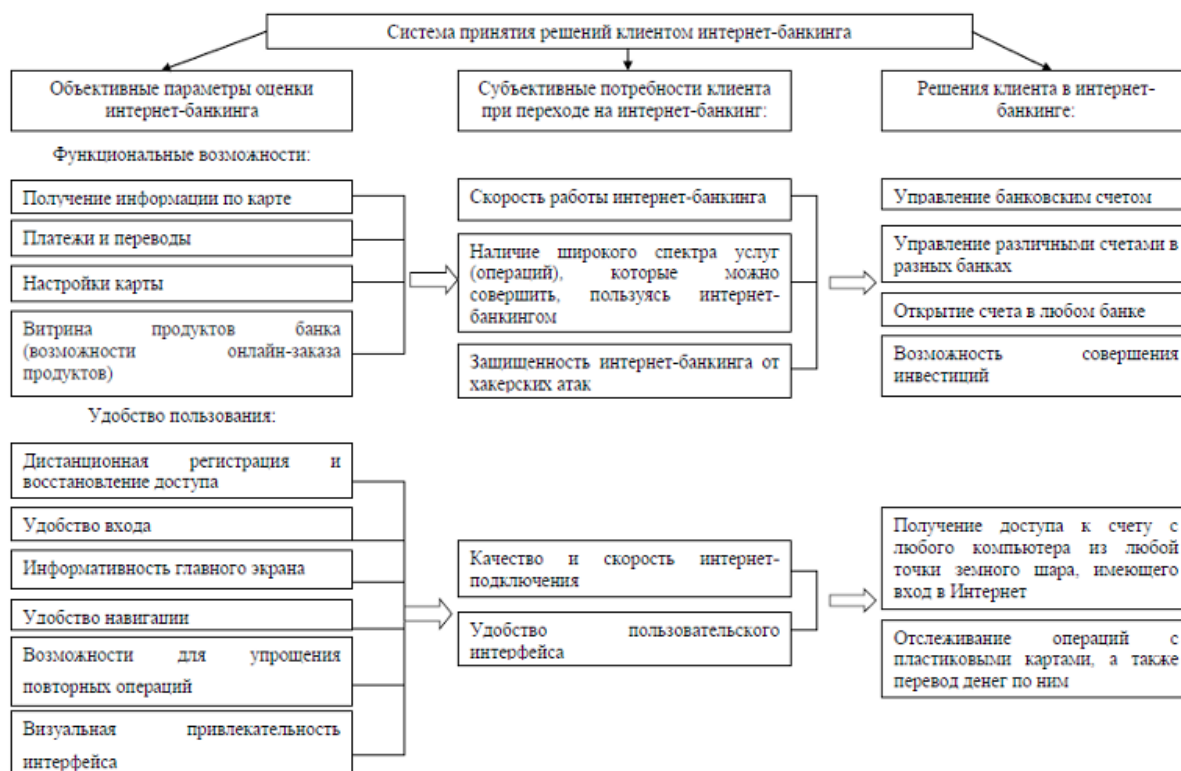 Система принятия решений клиентом интернет-банкинга
Объективные параметры оценки
интернет-банкинга
Субъективные потребности клиента
при переходе на интернет-банкинг:
Решения клиента в интернет-
банкинге:
Функциональные возможности:
Получение информации по карте
Платежи и переводы
Настройки карты
Витрина продуктов банка
(возможности онлайн-заказа
продуктов)
Скорость работы интернет-банкинга
Наличие широкого спектра услуг
(операций), которые можно
совершить, пользуясь интернет-
банкингом
Защищенность интернет-банкинга от
хакерских атак
Управление банковским счетом
Управление различными счетами в
разных банках
Открытие счета в любом банке
Возможность совершения
инвестиций
Удобство пользования:
Дистанционная регистрация и
восстановление доступа
Удобство входа
Информативность главного экрана
Удобство навигации
Возможности для упрощения
повторных операций
Визуальная привлекательность
интерфейса
Качество и скорость интернет-
подключения
Удобство пользовательского
интерфейса
Получение доступа к счету с
любого компьютера из любой
точки земного шара, имеющего
вход в Интернет
Отслеживание операций с
пластиковыми картами, а также
перевод денег по ним